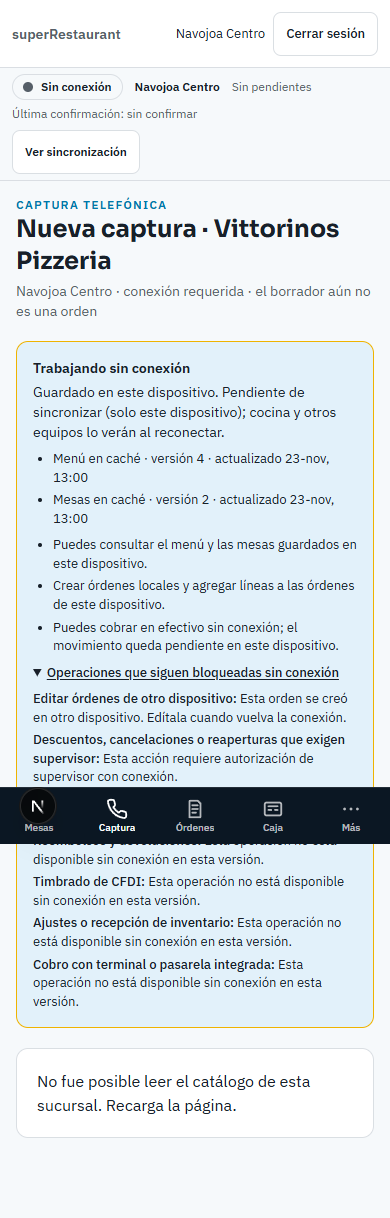 superRestaurant
Navojoa Centro
Cerrar sesión
Sin conexión
Navojoa Centro
Sin pendientes
Última confirmación: sin confirmar
Ver sincronización
CAPTURA TELEFÓNICA
Nueva captura · Vittorinos
Pizzeria
Navojoa Centro · conexión requerida · el borrador aún no
es una orden
Trabajando sin conexión
Guardado en este dispositivo. Pendiente de
sincronizar (solo este dispositivo); cocina y otros
equipos lo verán al reconectar.
Menú en caché · versión 4 · actualizado 23-nov,
13:00
Mesas en caché · versión 2 · actualizado 23-nov,
13:00
Puedes consultar el menú y las mesas guardados en
este dispositivo.
Crear órdenes locales y agregar líneas a las órdenes
de este dispositivo.
Puedes cobrar en efectivo sin conexión; el
movimiento queda pendiente en este dispositivo.
Operaciones que siguen bloqueadas sin conexión
Editar órdenes de otro dispositivo: Esta orden se creó
en otro dispositivo. Edítala cuando vuelva la conexión.
Descuentos, cancelaciones o reaperturas que exigen
supervisor: Esta acción requiere autorización de
supervisor con conexión.
N
Mesas
Captura
Órdenes
Caja
Más
disponible sin conexión en esta versión.
Timbrado de CFDI: Esta operación no está disponible
sin conexión en esta versión.
Ajustes o recepción de inventario: Esta operación no
está disponible sin conexión en esta versión.
Cobro con terminal o pasarela integrada: Esta
operación no está disponible sin conexión en esta
versión.
No fue posible leer el catálogo de esta
sucursal. Recarga la página.